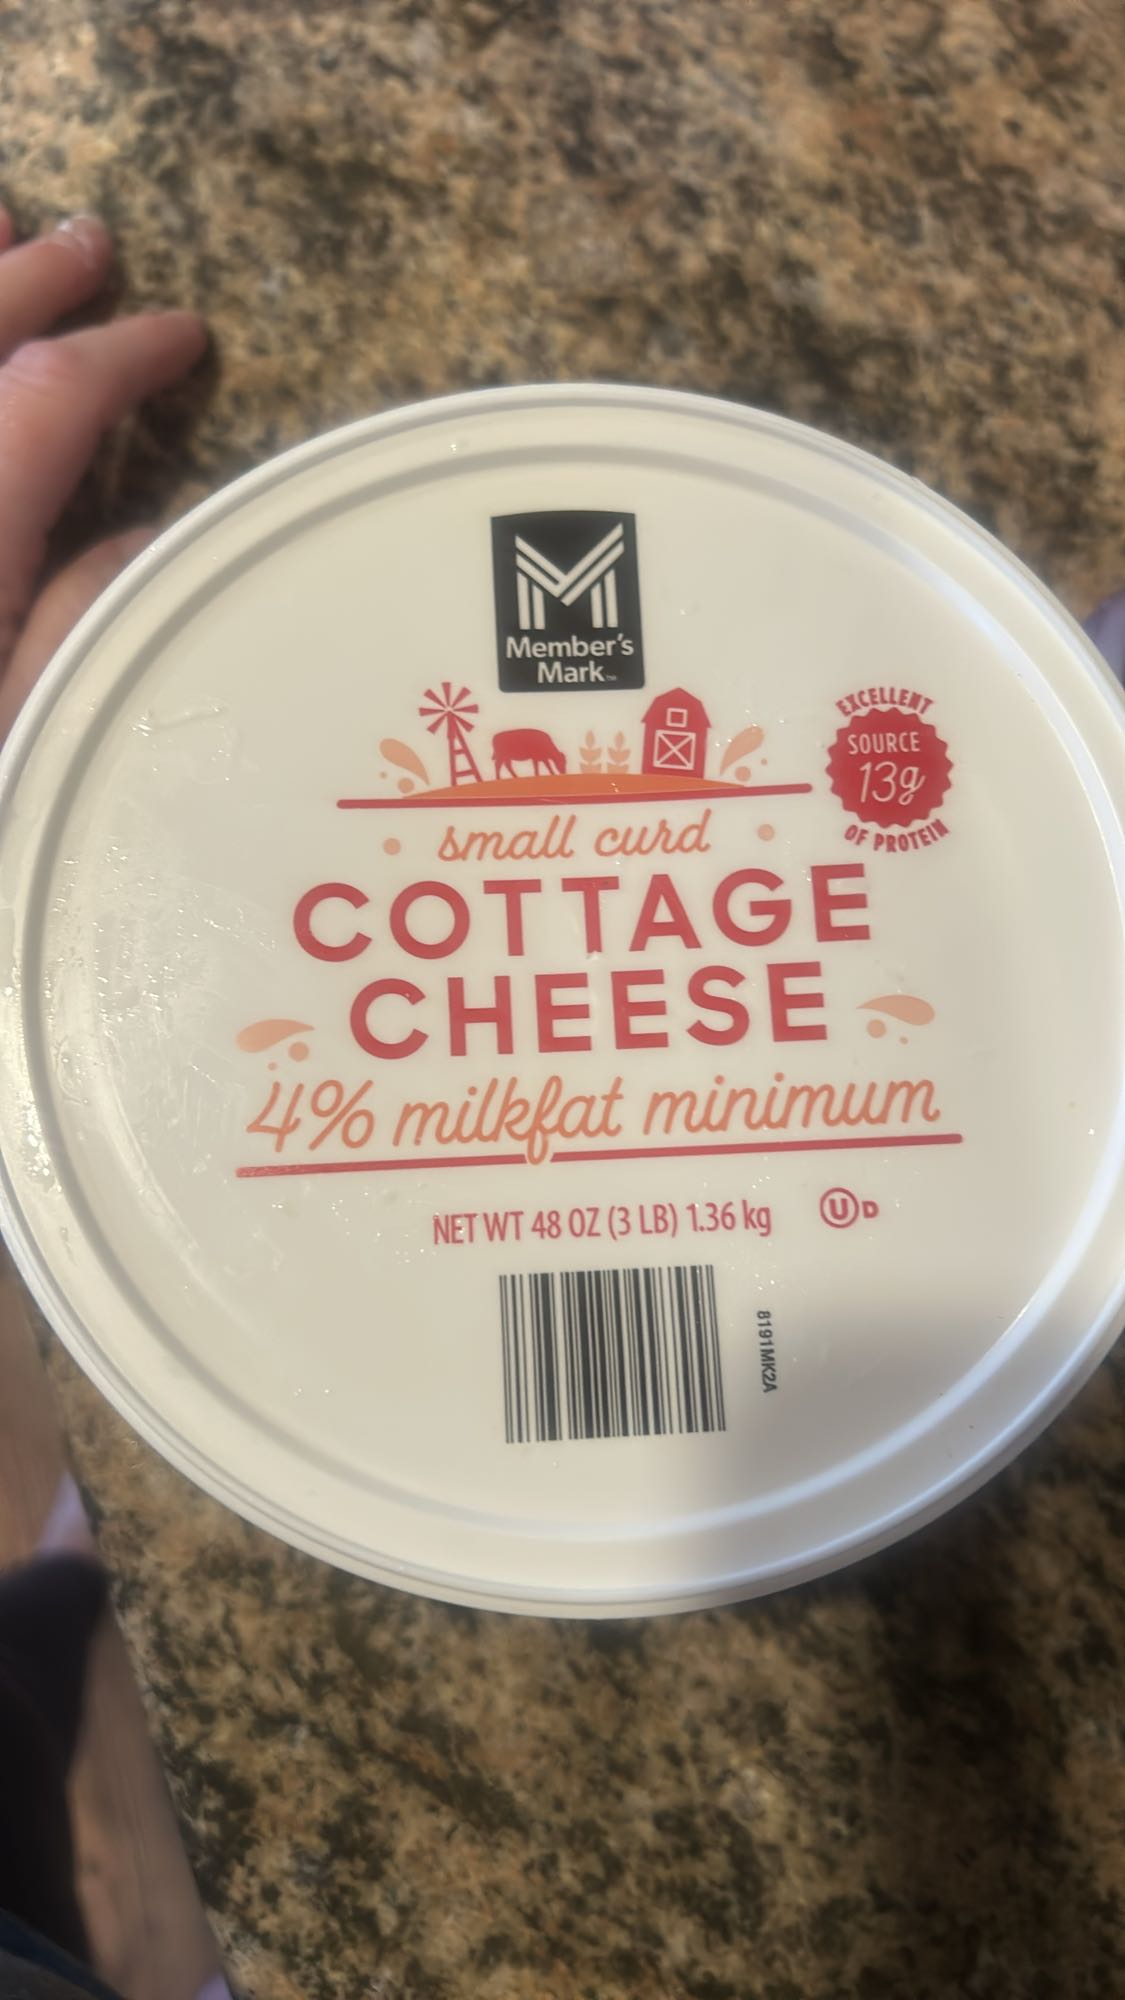 Member's
Mark™
EXCELLENT
SOURCE
13g
OF PROTEIN
small curd
COTTAGE
CHEESE
4% milkfat minimum
NET WT 48 OZ (3 LB) 1.36 kg
U D
8191MK2A